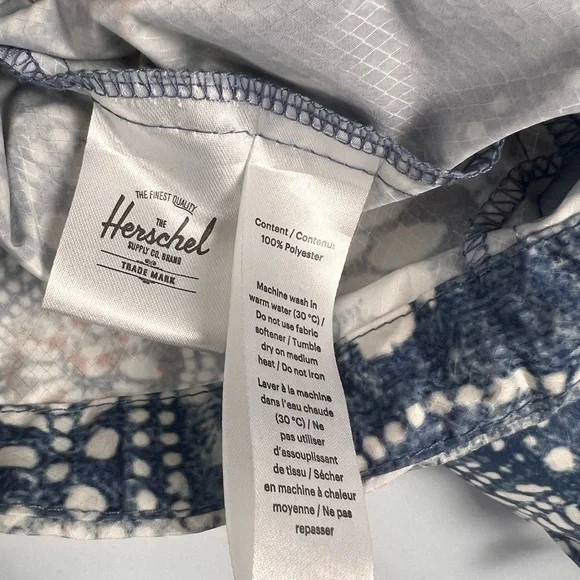 THE FINEST QUALITY
THE
Herschel
SUPPLY CO. BRAND
TRADE MARK
Content / Contenu:
100% Polyester
Machine wash in
warm water (30 °C) /
Do not use fabric
softener / Tumble
dry on medium
heat / Do not iron
Laver à la machine
dans l'eau chaude
(30 °C) / Ne
pas utiliser
d'assouplissant
de tissu / Sécher
en machine à chaleur
moyenne / Ne pas
repasser